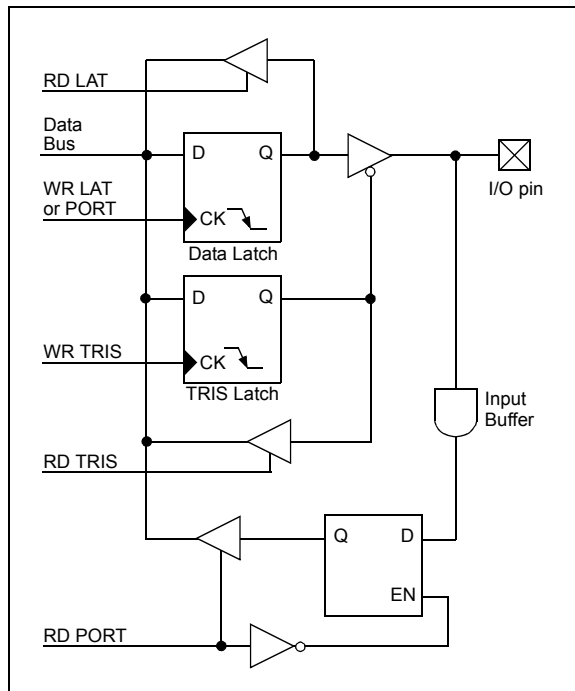 RD LAT
Data
Bus
D
Q
I/O pin
WR LAT
or PORT
CK
Data Latch
D
Q
WR TRIS
CK
TRIS Latch
Input
Buffer
RD TRIS
Q
D
EN
RD PORT